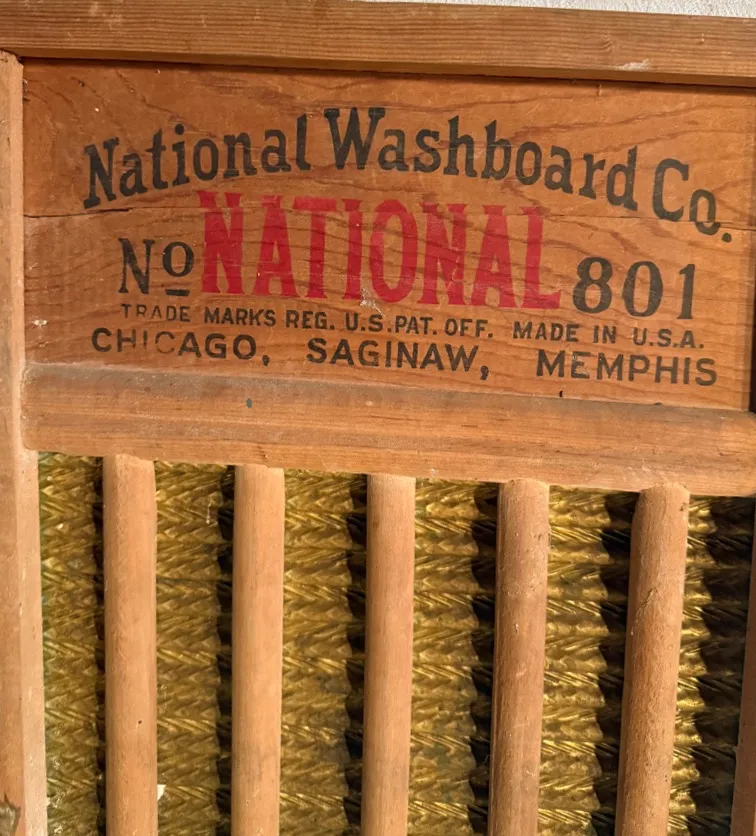 National Washboard Co.
No NATIONAL 801
TRADE MARKS REG. U.S. PAT. OFF. MADE IN U.S.A.
CHICAGO, SAGINAW, MEMPHIS